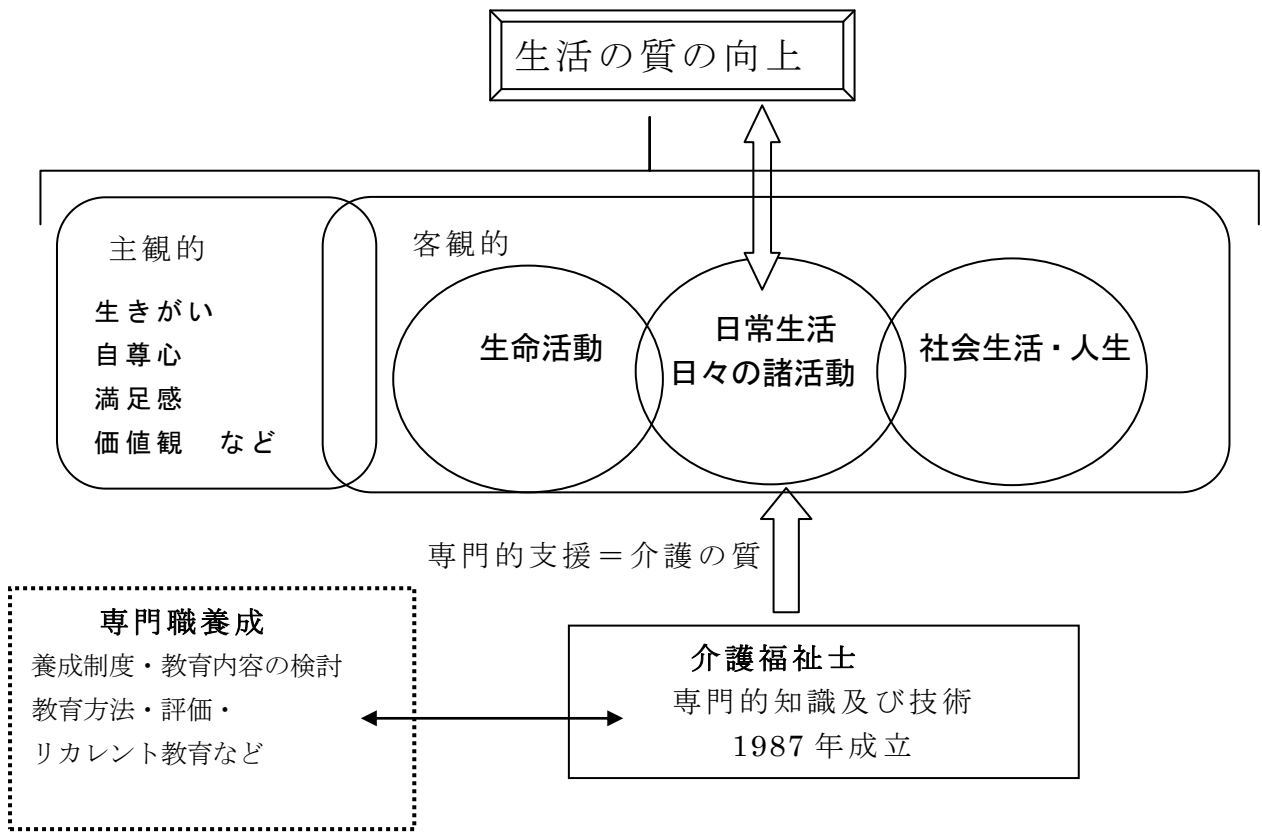 生活の質の向上
主観的
生きがい
自尊心
満足感
価値観 など
客観的
生命活動
日常生活
日々の諸活動
社会生活・人生
専門的支援＝介護の質
専門職養成
養成制度・教育内容の検討
教育方法・評価・
リカレント教育など
介護福祉士
専門的知識及び技術
1987 年成立